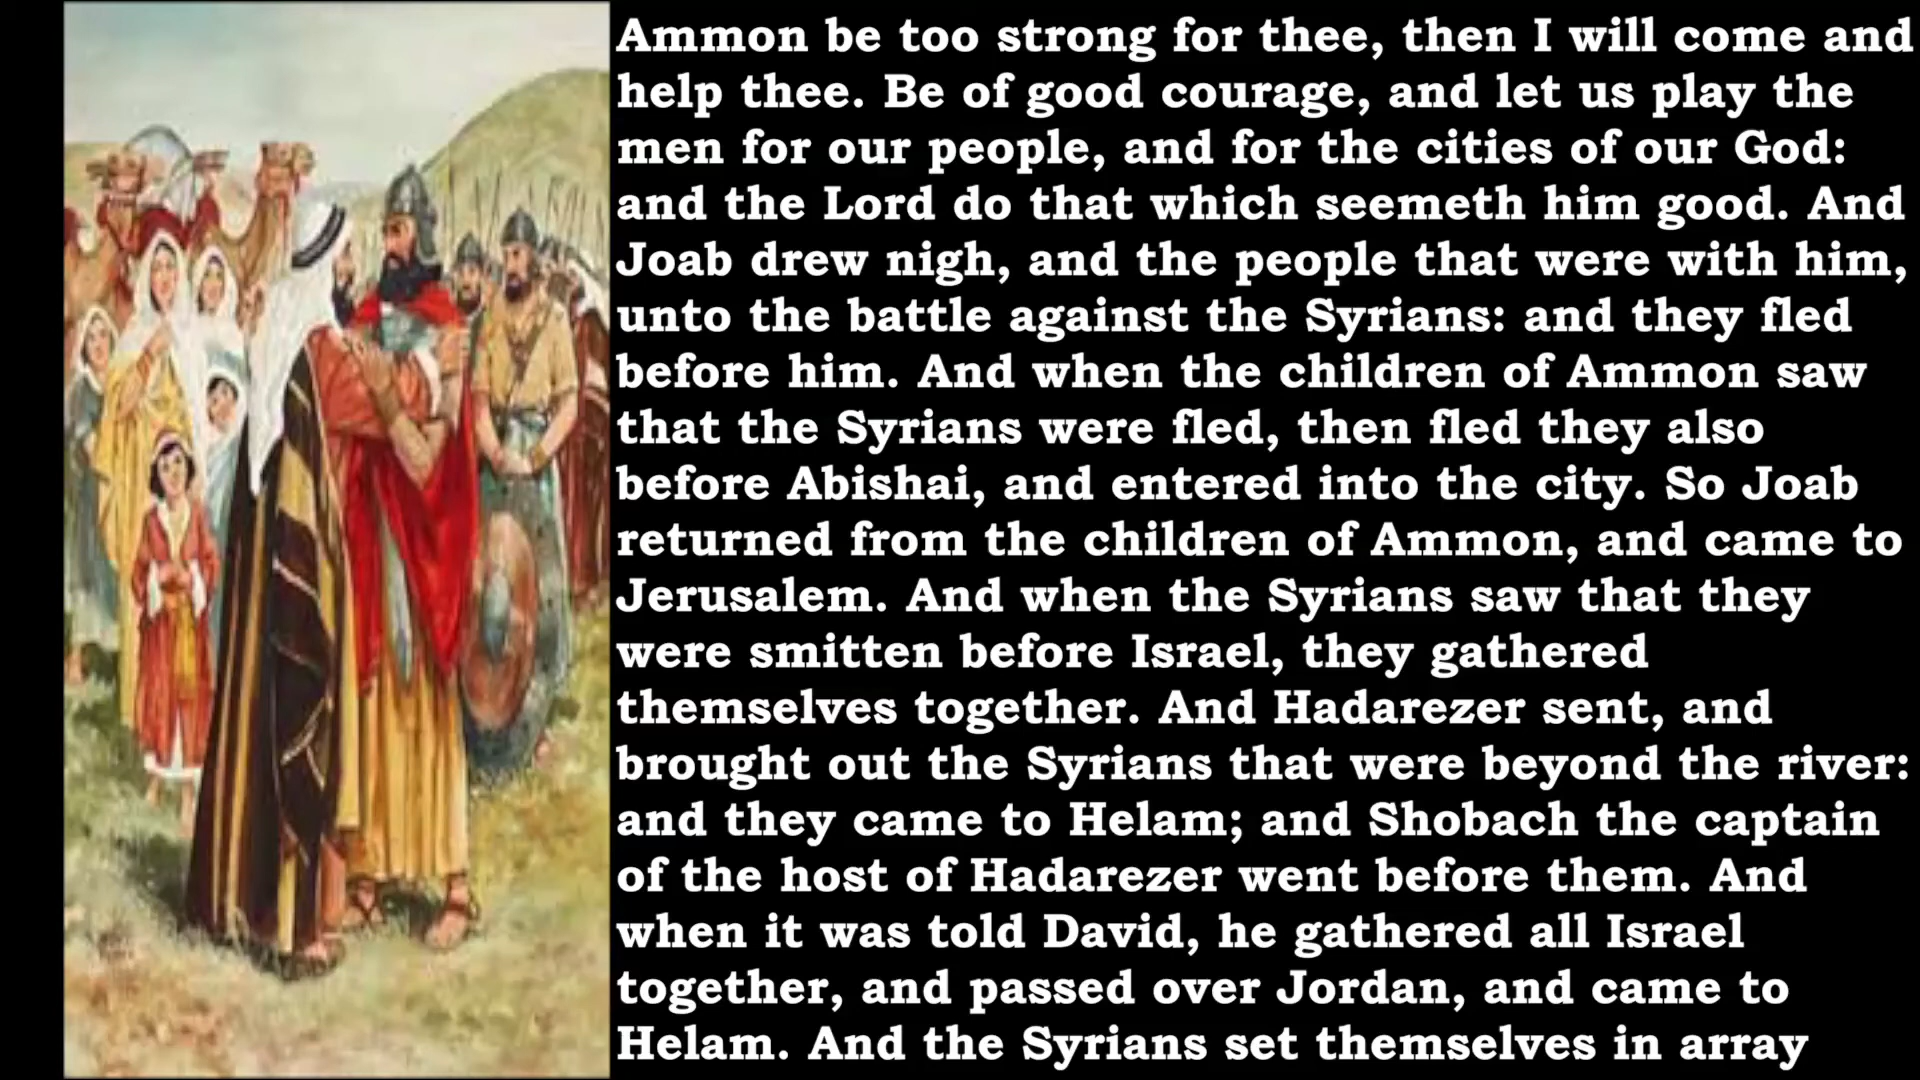 Ammon be too strong for thee, then I will come and
help thee. Be of good courage, and let us play the
men for our people, and for the cities of our God:
and the Lord do that which seemeth him good. And
Joab drew nigh, and the people that were with him,
unto the battle against the Syrians: and they fled
before him. And when the children of Ammon saw
that the Syrians were fled, then fled they also
before Abishai, and entered into the city. So Joab
returned from the children of Ammon, and came to
Jerusalem. And when the Syrians saw that they
were smitten before Israel, they gathered
themselves together. And Hadarezer sent, and
brought out the Syrians that were beyond the river:
and they came to Helam; and Shobach the captain
of the host of Hadarezer went before them. And
when it was told David, he gathered all Israel
together, and passed over Jordan, and came to
Helam. And the Syrians set themselves in array